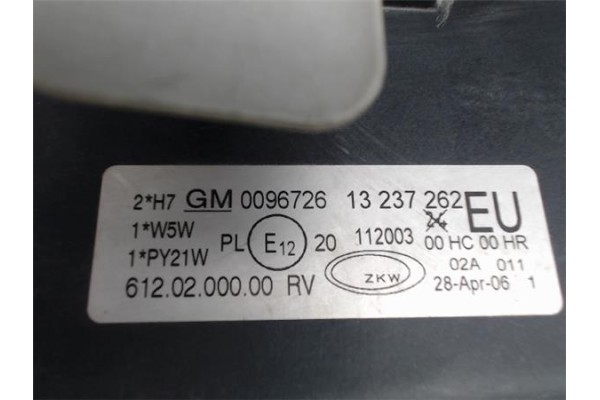 2*H7 GM 0096726 13 237 262 EU
1*W5W
1*PY21W PL E12 20 112003 00 HC 00 HR
ZKW 02A 011
612.02.000.00 RV 28-Apr-06 1